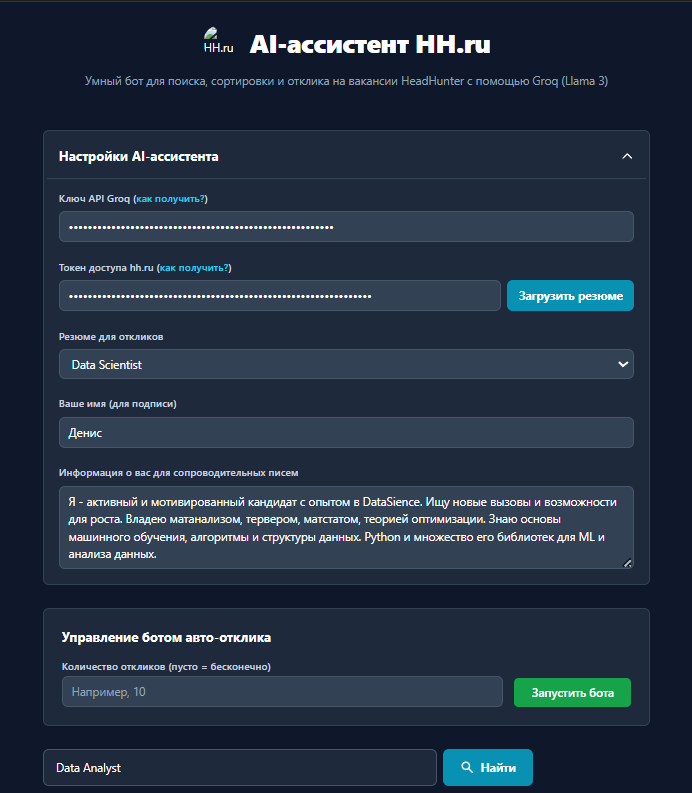 HH.ru
AI-ассистент HH.ru
Умный бот для поиска, сортировки и отклика на вакансии HeadHunter с помощью Groq (Llama 3)
Настройки AI-ассистента
Ключ API Groq (как получить?)
Токен доступа hh.ru (как получить?)
Загрузить резюме
Резюме для откликов
Data Scientist
Ваше имя (для подписи)
Денис
Информация о вас для сопроводительных писем
Я - активный и мотивированный кандидат с опытом в DataSience. Ищу новые вызовы и возможности
для роста. Владею матанализом, тервером, матстатом, теорией оптимизации. Знаю основы
машинного обучения, алгоритмы и структуры данных. Python и множество его библиотек для ML и
анализа данных.
Управление ботом авто-отклика
Количество откликов (пусто = бесконечно)
Например, 10
Запустить бота
Data Analyst
Найти